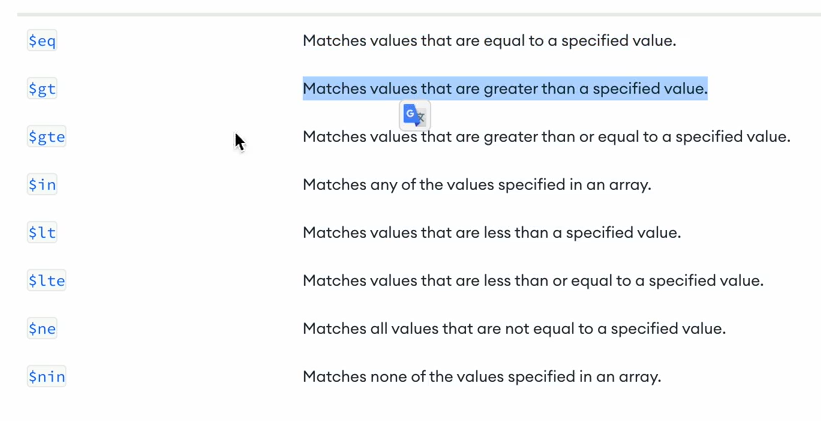 $eq Matches values that are equal to a specified value.
$gt Matches values that are greater than a specified value.
$gte Matches values that are greater than or equal to a specified value.
$in Matches any of the values specified in an array.
$lt Matches values that are less than a specified value.
$lte Matches values that are less than or equal to a specified value.
$ne Matches all values that are not equal to a specified value.
$nin Matches none of the values specified in an array.